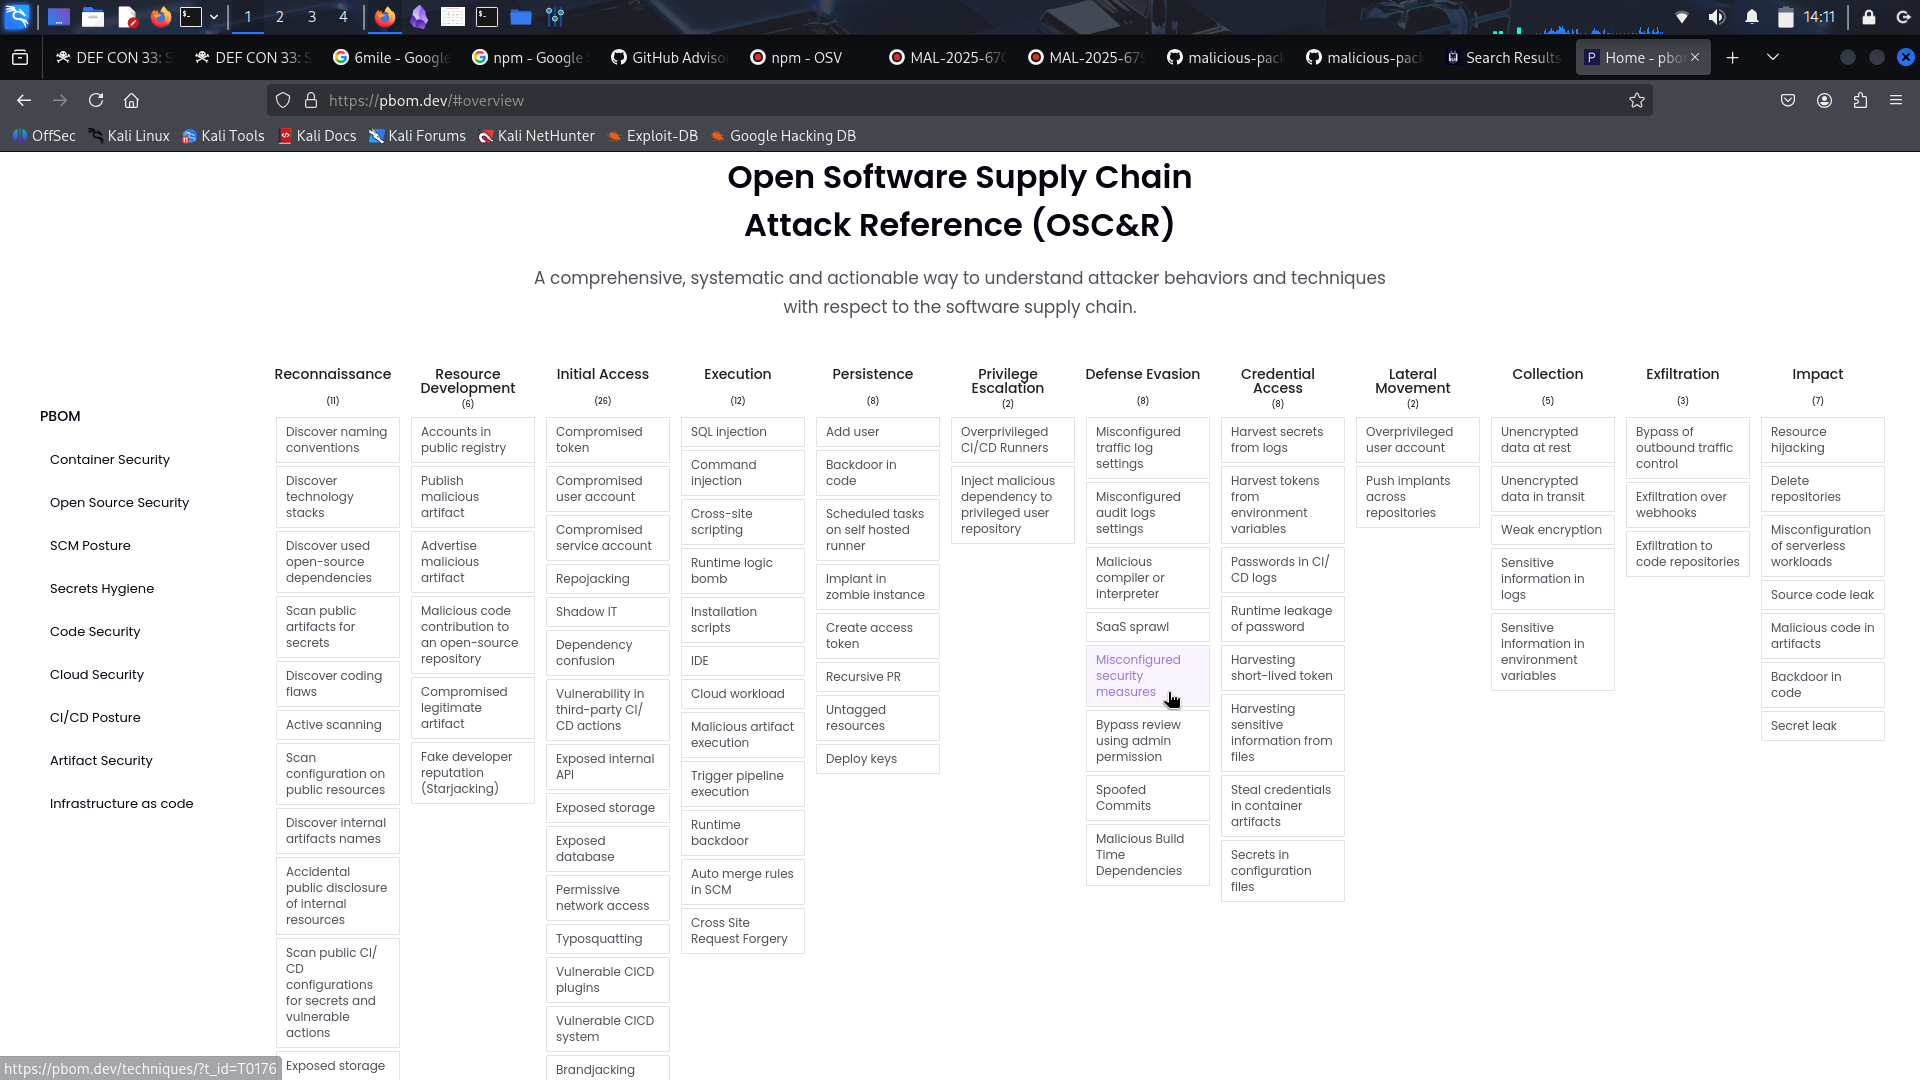 1
2
3
4
14:11
DEF CON 33: S
DEF CON 33: S
6mile - Google
npm - Google
GitHub Adviso
npm - OSV
MAL-2025-670
MAL-2025-679
malicious-pack
malicious-pack
Search Results
Home - pbo
https://pbom.dev/#overview
OffSec
Kali Linux
Kali Tools
Kali Docs
Kali Forums
Kali NetHunter
Exploit-DB
Google Hacking DB
Open Software Supply Chain
Attack Reference (OSC&R)
A comprehensive, systematic and actionable way to understand attacker behaviors and techniques
with respect to the software supply chain.
PBOM
Container Security
Open Source Security
SCM Posture
Secrets Hygiene
Code Security
Cloud Security
CI/CD Posture
Artifact Security
Infrastructure as code
Reconnaissance
(11)
Discover naming
conventions
Discover
technology
stacks
Discover used
open-source
dependencies
Scan public
artifacts for
secrets
Discover coding
flaws
Active scanning
Scan
configuration on
public resources
Discover internal
artifacts names
Accidental
public disclosure
of internal
resources
Scan public CI/
CD
configurations
for secrets and
vulnerable
actions
Exposed storage
Resource
Development
(6)
Accounts in
public registry
Publish
malicious
artifact
Advertise
malicious
artifact
Malicious code
contribution to
an open-source
repository
Compromised
legitimate
artifact
Fake developer
reputation
(Starjacking)
Initial Access
(26)
Compromised
token
Compromised
user account
Compromised
service account
Repojacking
Shadow IT
Dependency
confusion
Vulnerability in
third-party CI/
CD actions
Exposed internal
API
Exposed storage
Exposed
database
Permissive
network access
Typosquatting
Vulnerable CICD
plugins
Vulnerable CICD
system
Brandjacking
Execution
(12)
SQL injection
Command
injection
Cross-site
scripting
Runtime logic
bomb
Installation
scripts
IDE
Cloud workload
Malicious artifact
execution
Trigger pipeline
execution
Runtime
backdoor
Auto merge rules
in SCM
Cross Site
Request Forgery
Persistence
(8)
Add user
Backdoor in
code
Scheduled tasks
on self hosted
runner
Implant in
zombie instance
Create access
token
Recursive PR
Untagged
resources
Deploy keys
Privilege
Escalation
(2)
Overprivileged
CI/CD Runners
Inject malicious
dependency to
privileged user
repository
Defense Evasion
(8)
Misconfigured
traffic log
settings
Misconfigured
audit logs
settings
Malicious
compiler or
interpreter
SaaS sprawl
Misconfigured
security
measures
Bypass review
using admin
permission
Spoofed
Commits
Malicious Build
Time
Dependencies
Credential
Access
(8)
Harvest secrets
from logs
Harvest tokens
from
environment
variables
Passwords in CI/
CD logs
Runtime leakage
of password
Harvesting
short-lived token
Harvesting
sensitive
information from
files
Steal credentials
in container
artifacts
Secrets in
configuration
files
Lateral
Movement
(2)
Overprivileged
user account
Push implants
across
repositories
Collection
(5)
Unencrypted
data at rest
Unencrypted
data in transit
Weak encryption
Sensitive
information in
logs
Sensitive
information in
environment
variables
Exfiltration
(3)
Bypass of
outbound traffic
control
Exfiltration over
webhooks
Exfiltration to
code repositories
Impact
(7)
Resource
hijacking
Delete
repositories
Misconfiguration
of serverless
workloads
Source code leak
Malicious code in
artifacts
Backdoor in
code
Secret leak
https://pbom.dev/techniques/?t_id=T0176